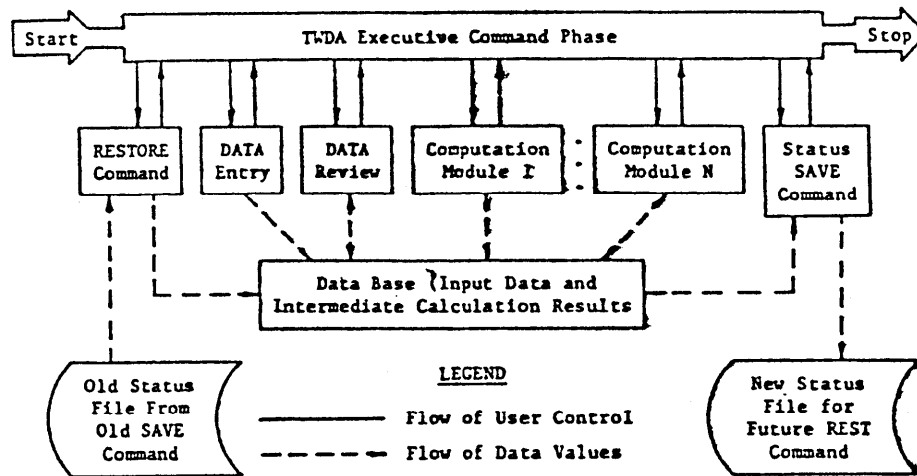 Start
TWDA Executive Command Phase
Stop
RESTORE
Command
DATA
Entry
DATA
Review
Computation
Module I
Computation
Module N
Status
SAVE
Command
Data Base / Input Data and
Intermediate Calculation Results
Old Status
File From
Old SAVE
Command
LEGEND
Flow of User Control
Flow of Data Values
New Status
File for
Future REST
Command